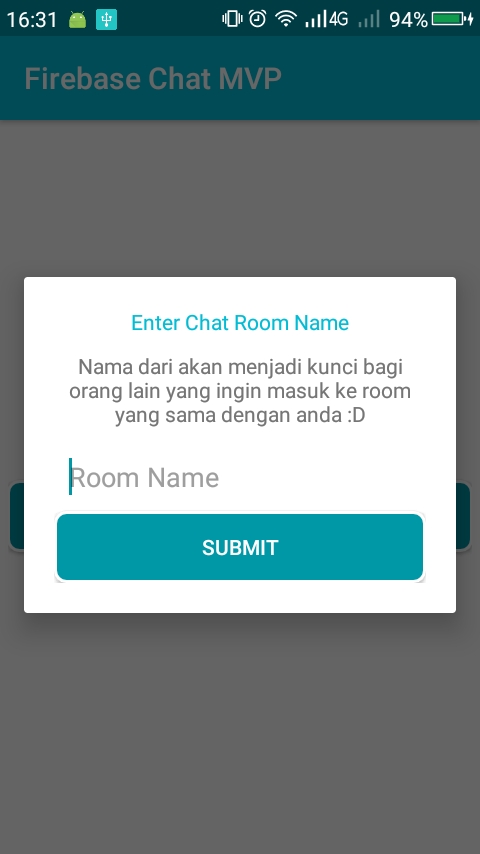 16:31 4G 94%
Firebase Chat MVP
Enter Chat Room Name
Nama dari akan menjadi kunci bagi
orang lain yang ingin masuk ke room
yang sama dengan anda :D
Room Name
SUBMIT